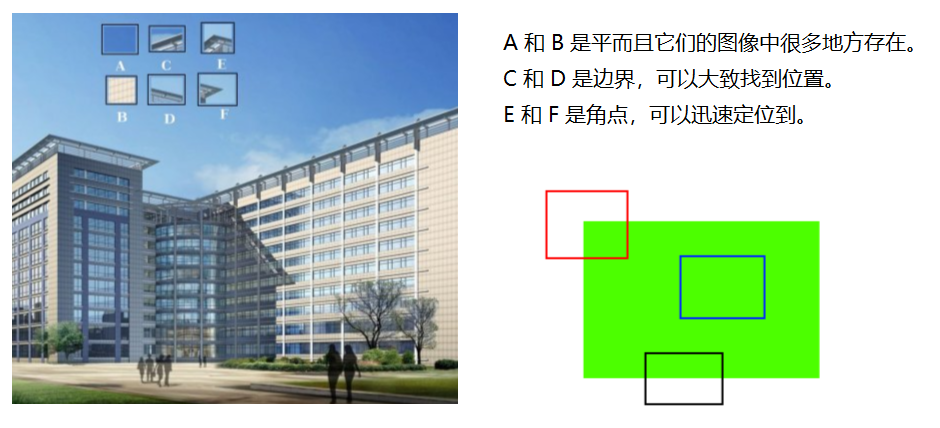 A C E
B D F
A 和 B 是平而且它们的图像中很多地方存在。
C 和 D 是边界，可以大致找到位置。
E 和 F 是角点，可以迅速定位到。